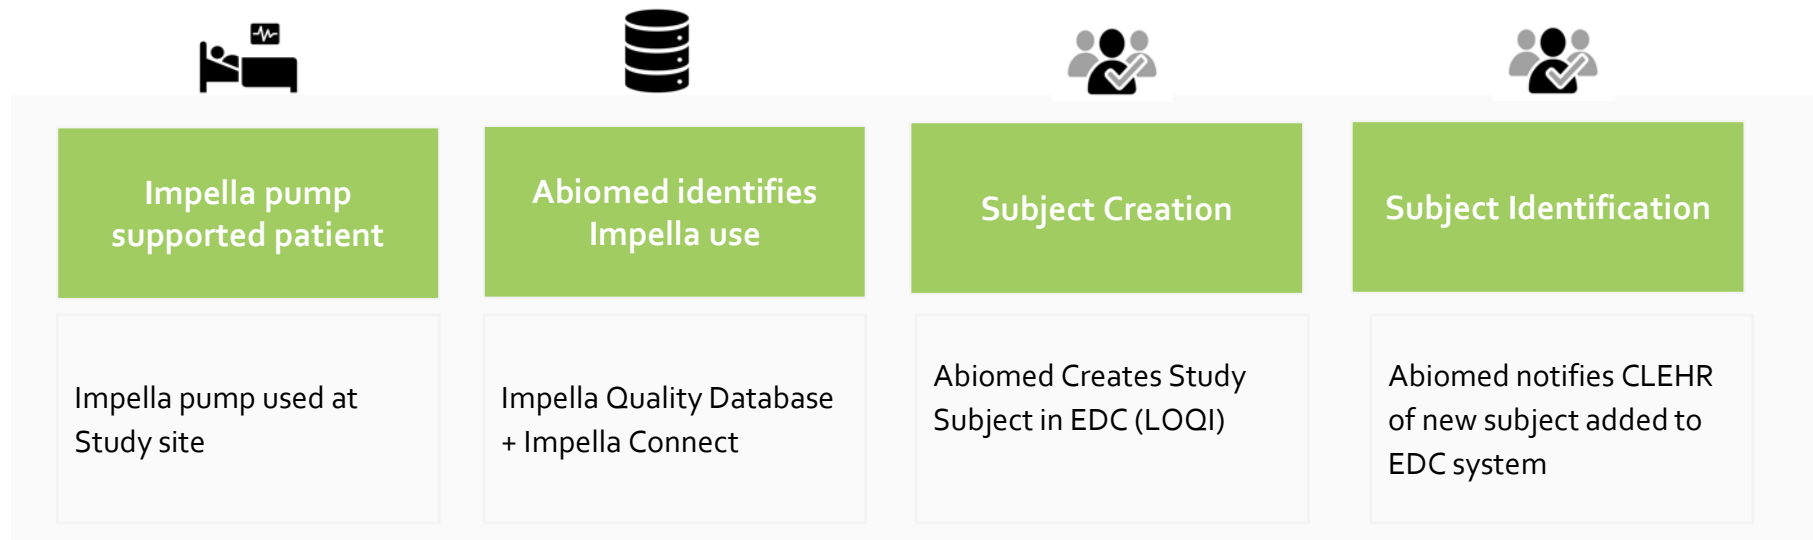 Impella pump
supported patient
Abiomed identifies
Impella use
Subject Creation
Subject Identification
Impella pump used at
Study site
Impella Quality Database
+ Impella Connect
Abiomed Creates Study
Subject in EDC (LOQI)
Abiomed notifies CLEHR
of new subject added to
EDC system